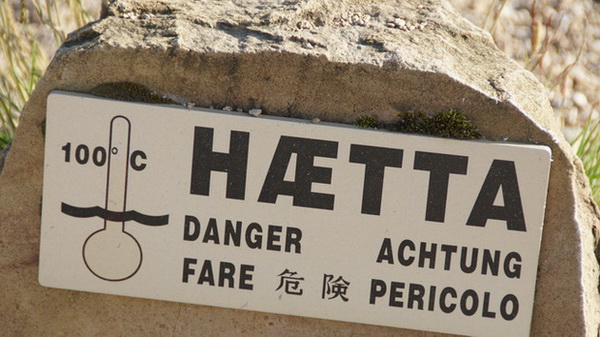 100°C HÆTTA
DANGER ACHTUNG
FARE 危険 PERICOLO